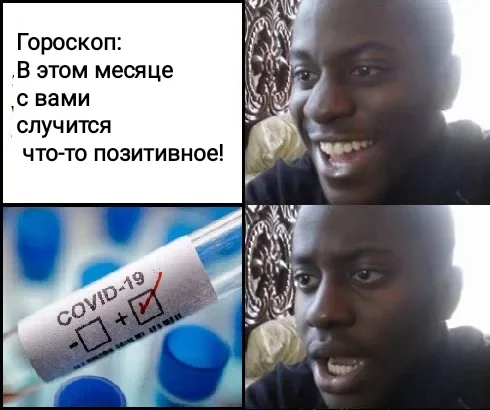 Гороскоп:
В этом месяце
с вами
случится
что-то позитивное!
COVID-19
- +